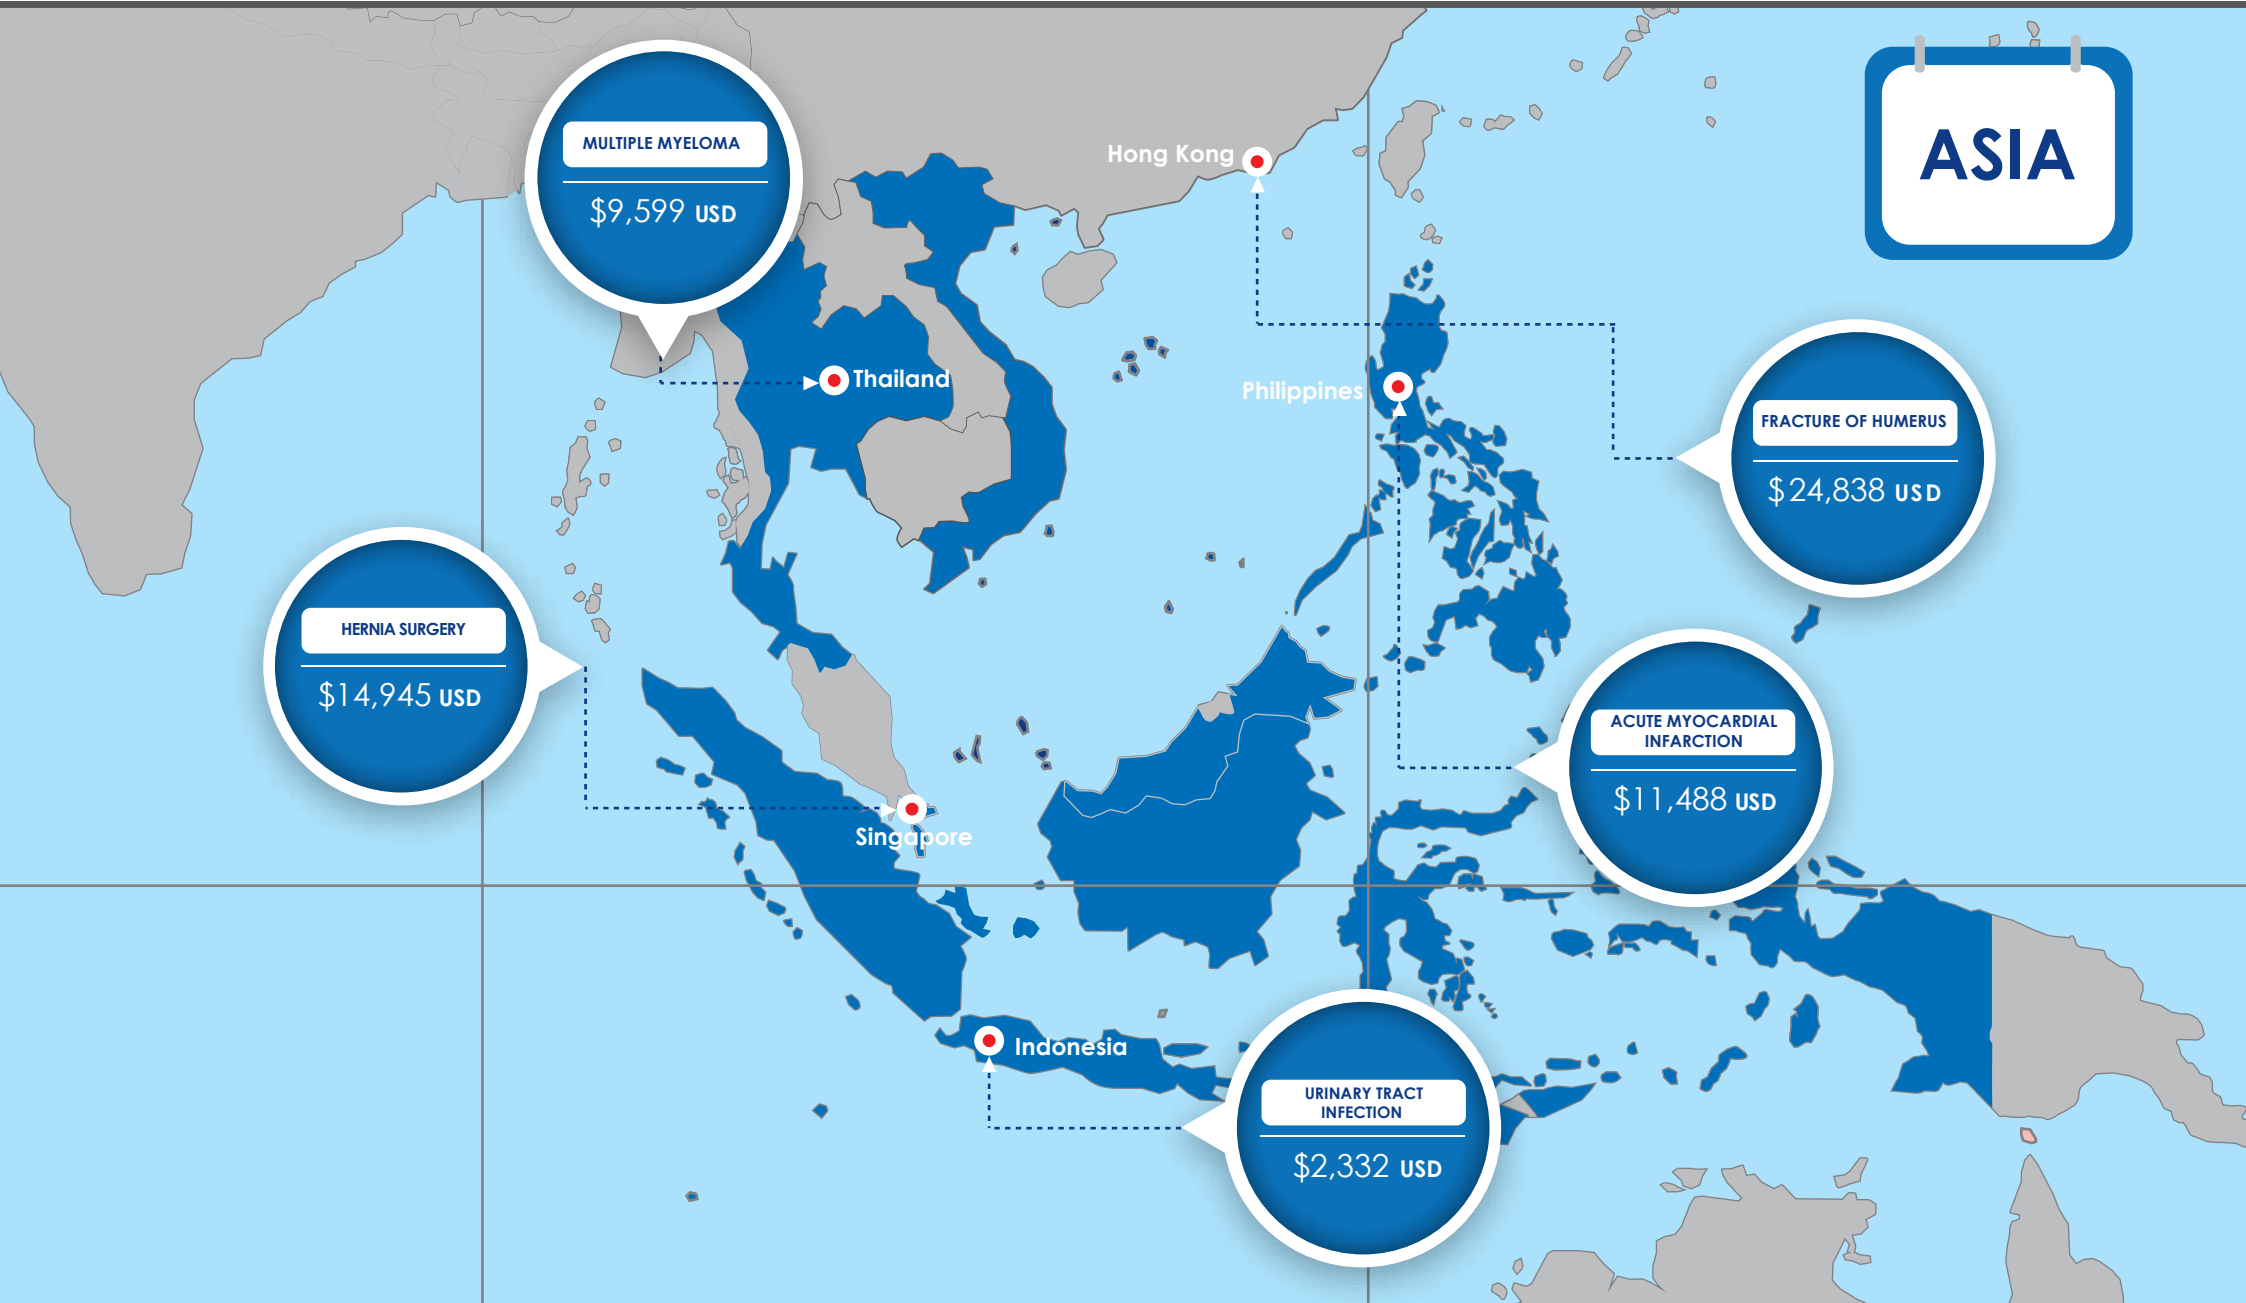 ASIA
MULTIPLE MYELOMA
$9,599 USD
Hong Kong
Thailand
Philippines
FRACTURE OF HUMERUS
$24,838 USD
HERNIA SURGERY
$14,945 USD
ACUTE MYOCARDIAL
INFARCTION
$11,488 USD
Singapore
Indonesia
URINARY TRACT
INFECTION
$2,332 USD